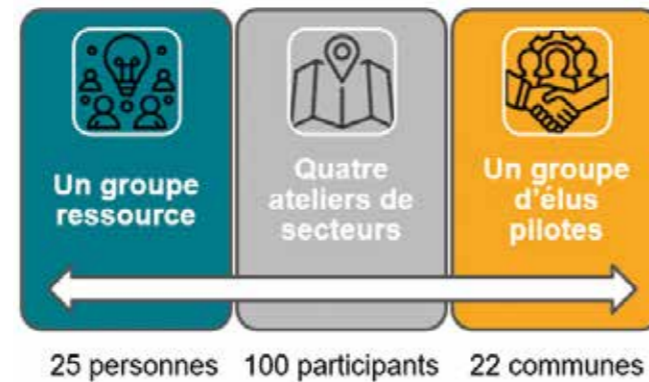 Un groupe
ressource
Quatre
ateliers de
secteurs
Un groupe
d'élus
pilotes
25 personnes
100 participants
22 communes